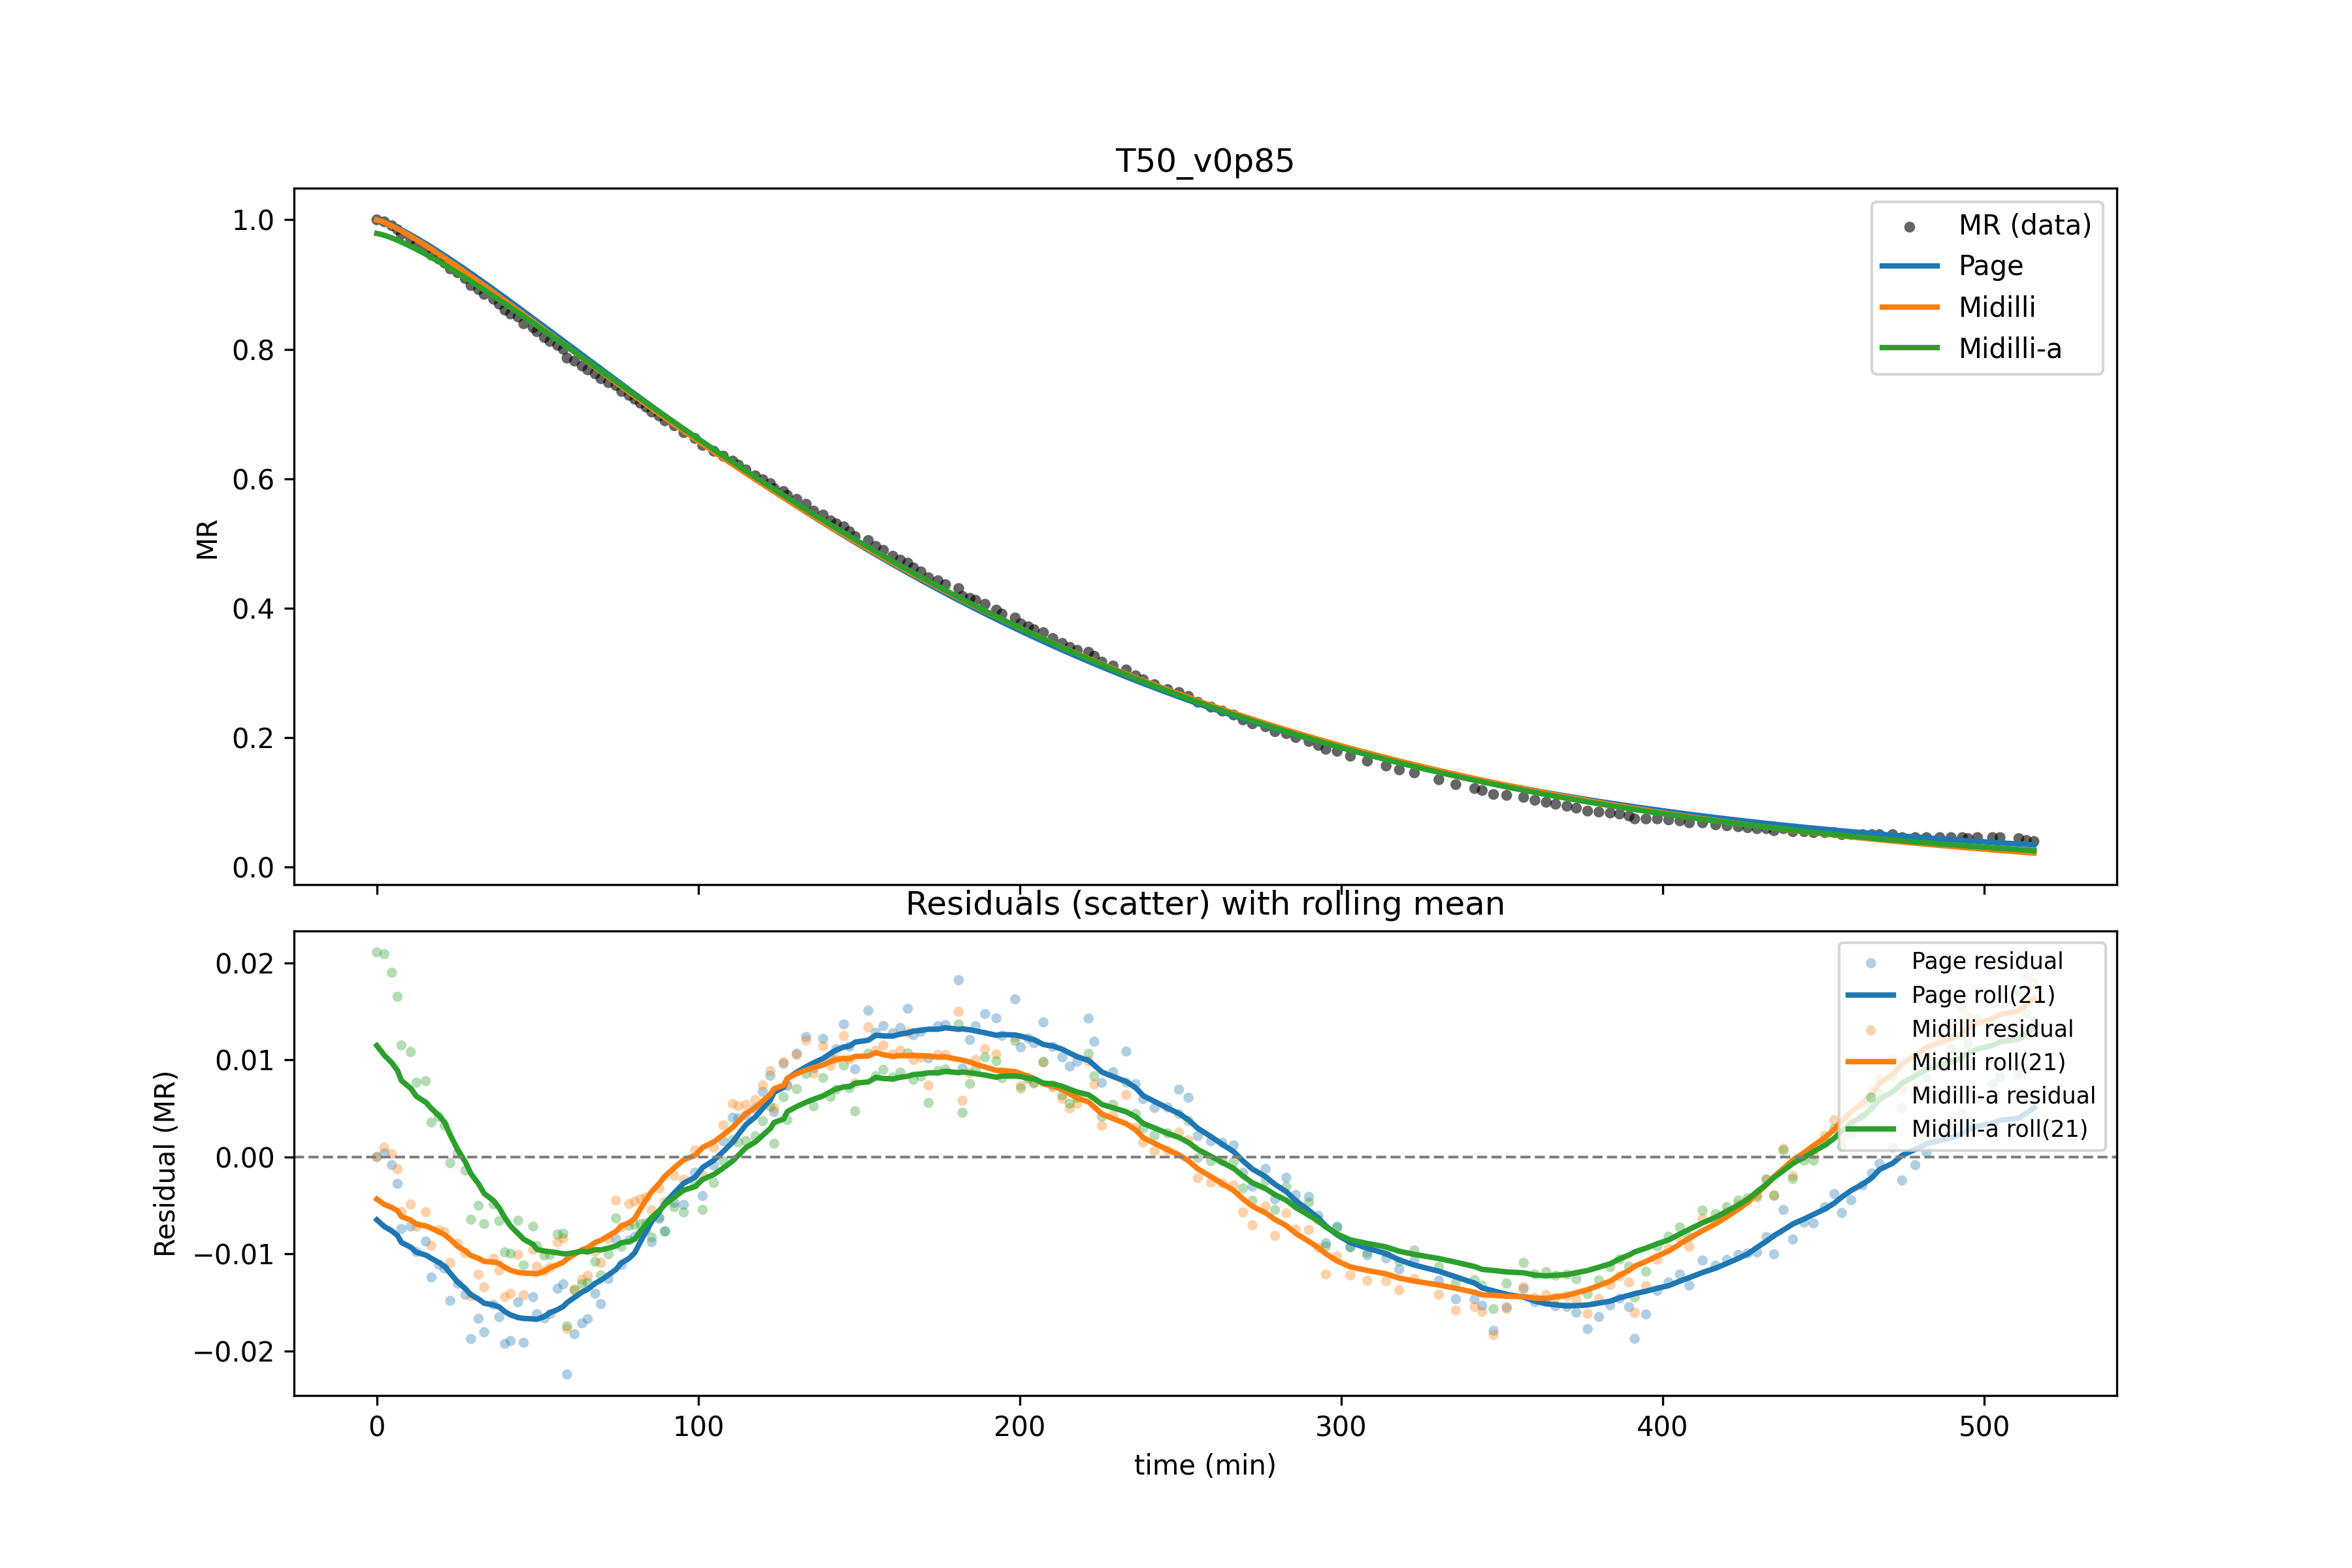 T50_v0p85
1.0
0.8
0.6
0.4
0.2
0.0
MR
MR (data)
Page
Midilli
Midilli-a
Residuals (scatter) with rolling mean
0.02
0.01
0.00
−0.01
−0.02
Residual (MR)
Page residual
Page roll(21)
Midilli residual
Midilli roll(21)
Midilli-a residual
Midilli-a roll(21)
0 100 200 300 400 500
time (min)